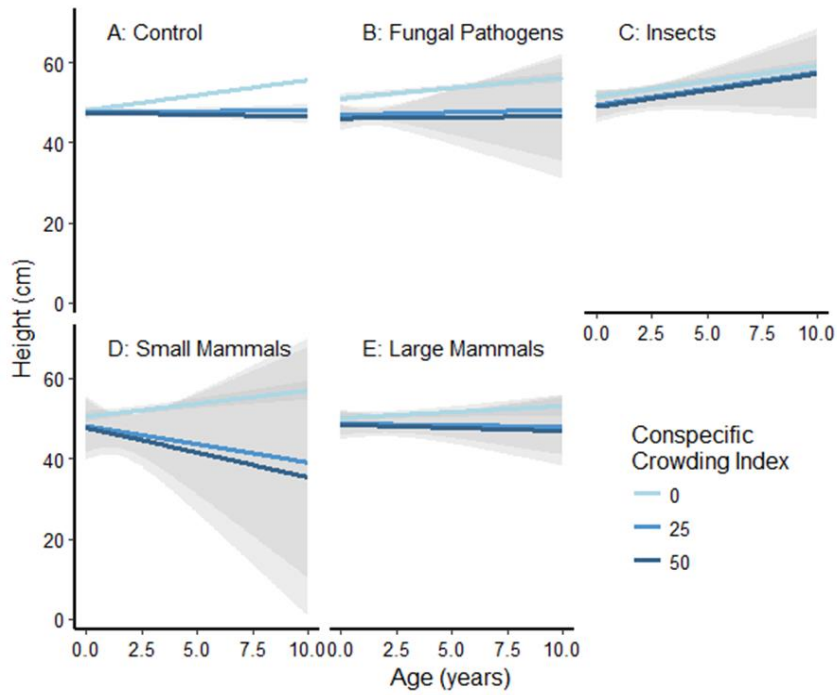 A: Control
B: Fungal Pathogens
C: Insects
60
40
20
0
0.0 2.5 5.0 7.5 10.0
Height (cm)
D: Small Mammals
E: Large Mammals
60
40
20
0
0.0 2.5 5.0 7.5 10.0
0.0 2.5 5.0 7.5 10.0
Age (years)
Conspecific
Crowding Index
0
25
50